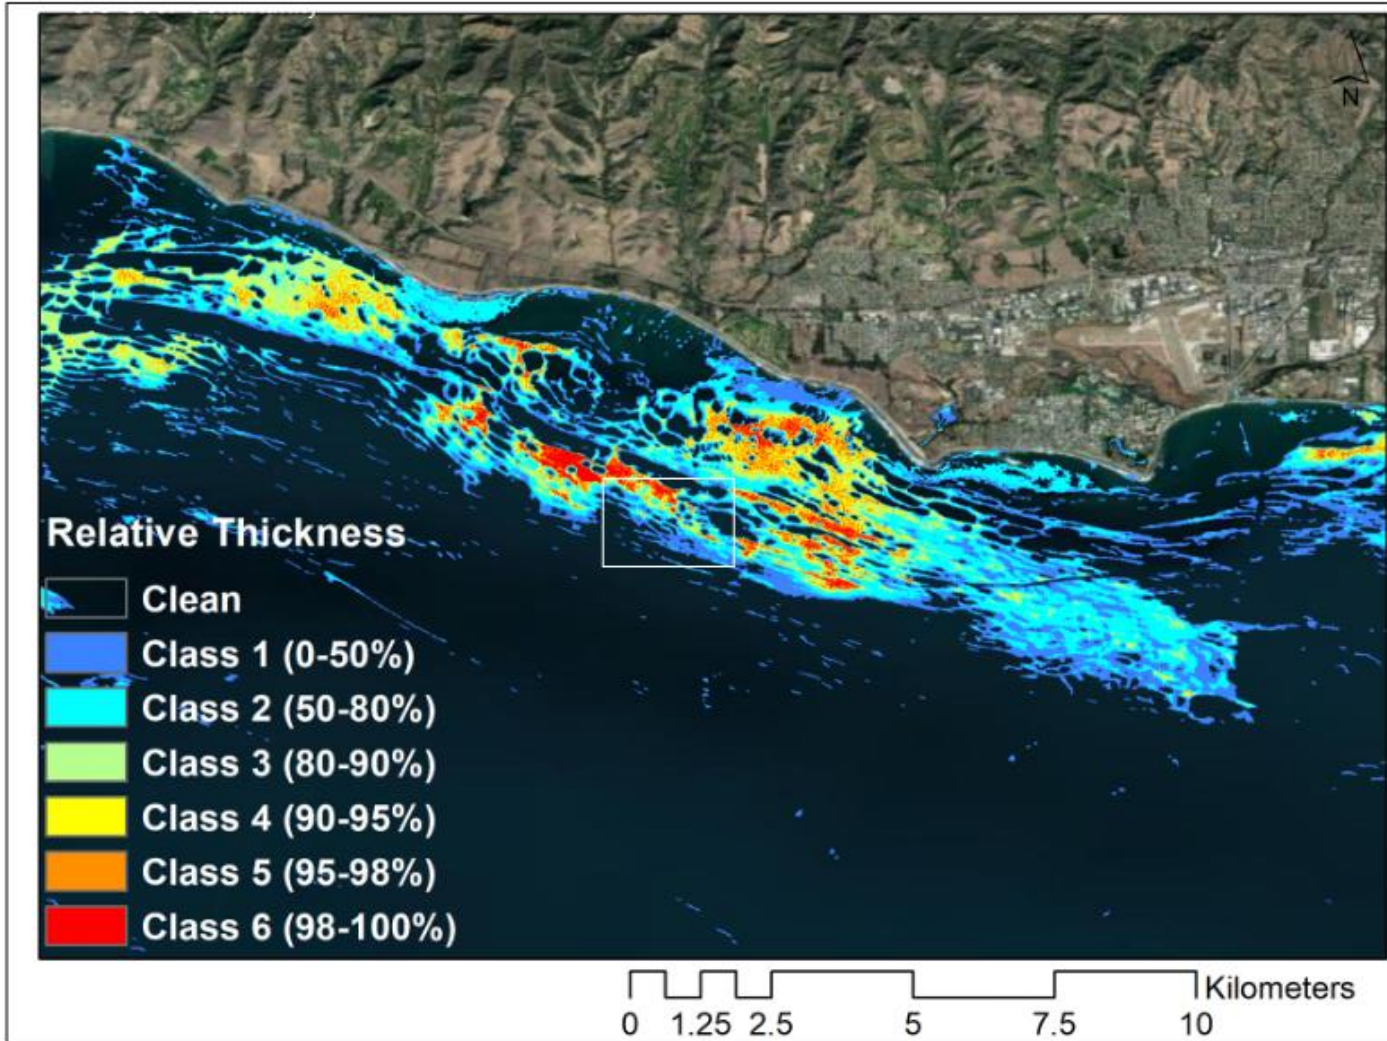 N
Relative Thickness
Clean
Class 1 (0-50%)
Class 2 (50-80%)
Class 3 (80-90%)
Class 4 (90-95%)
Class 5 (95-98%)
Class 6 (98-100%)
Kilometers
0 1.25 2.5 5 7.5 10